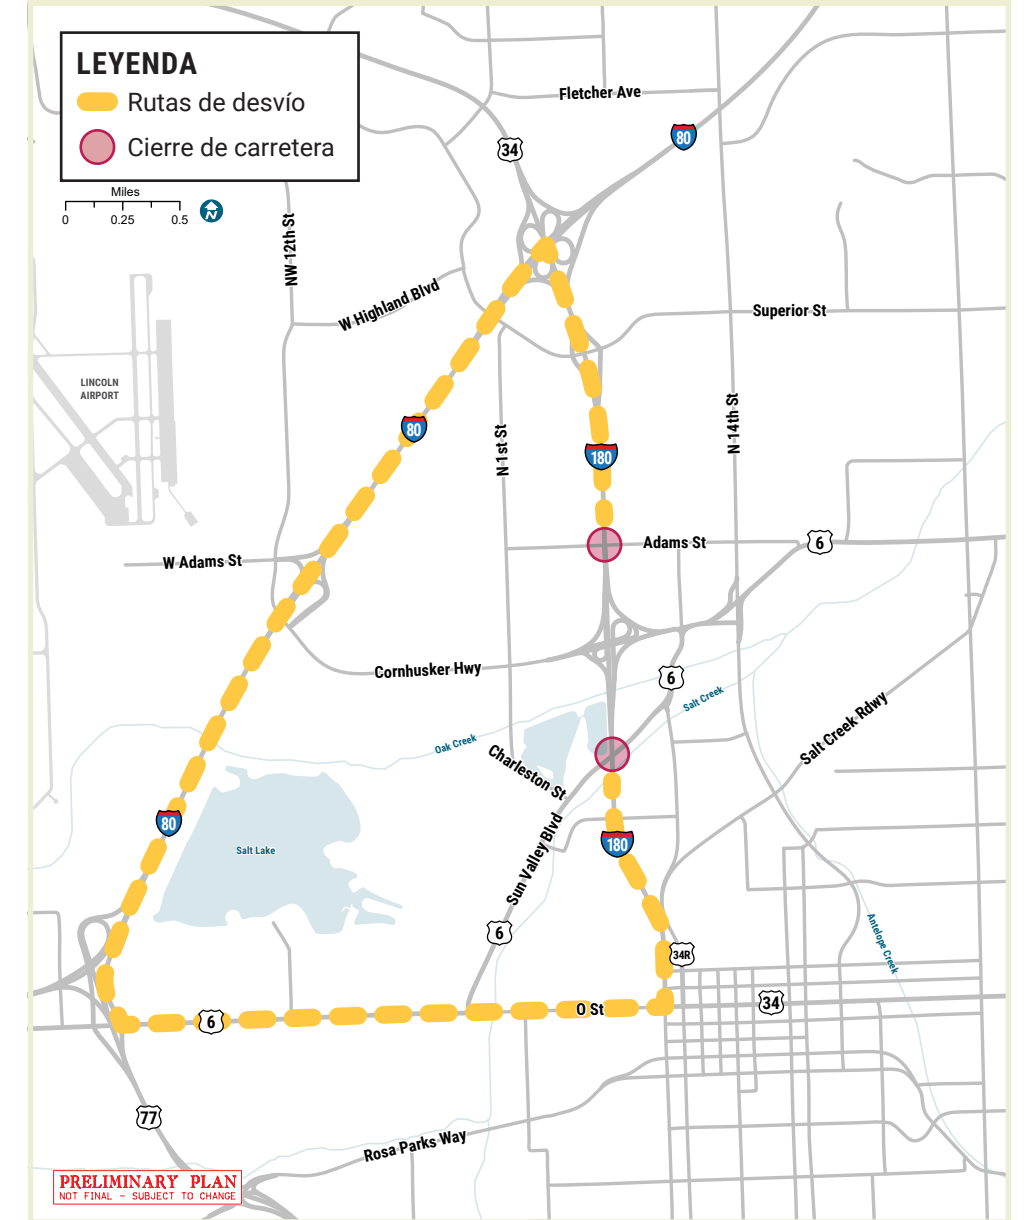 LEYENDA
Rutas de desvío
Cierre de carretera
Miles
0 0.25 0.5
N
Fletcher Ave
34
80
NW 12th St
W Highland Blvd
Superior St
LINCOLN
AIRPORT
80
N 1st St
N 14th St
180
Adams St
6
W Adams St
Cornhusker Hwy
6
Salt Creek
Oak Creek
Salt Creek Rdwy
Charleston St
80
Salt Lake
Sun Valley Blvd
180
6
34R
Antelope Creek
34
O St
6
77
Rosa Parks Way
PRELIMINARY PLAN
NOT FINAL – SUBJECT TO CHANGE